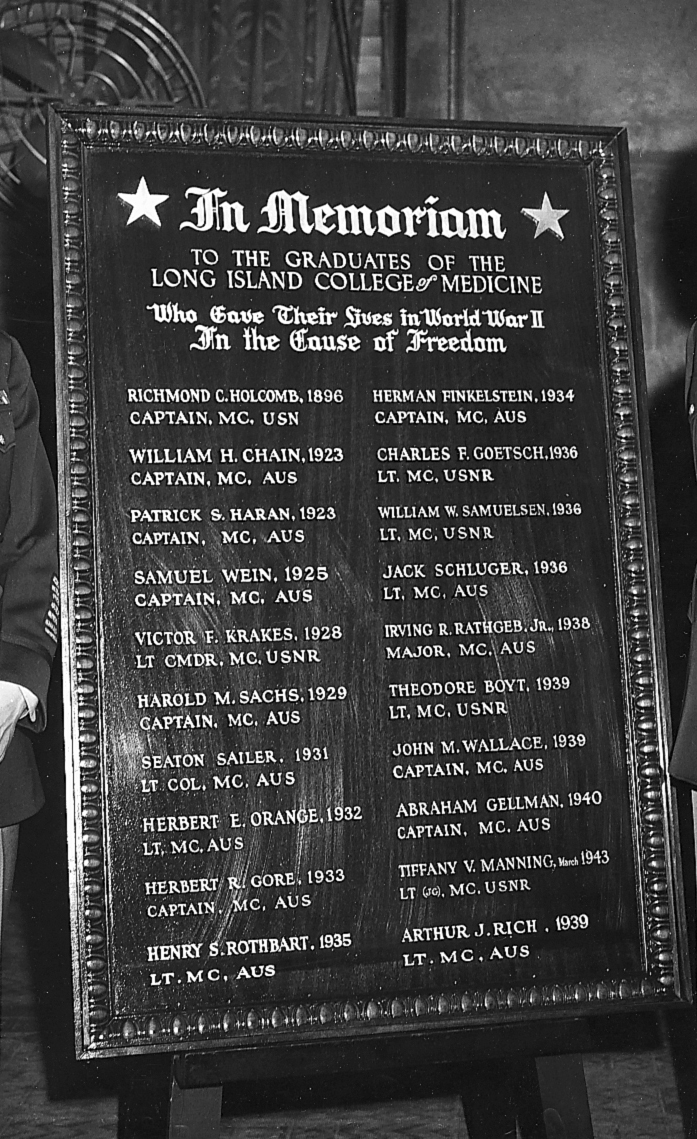 In Memoriam
TO THE GRADUATES OF THE
LONG ISLAND COLLEGE of MEDICINE
Who Gave Their Lives in World War II
In the Cause of Freedom
RICHMOND C. HOLCOMB, 1896
CAPTAIN, MC, USN
WILLIAM H. CHAIN, 1923
CAPTAIN, MC, AUS
PATRICK S. HARAN, 1923
CAPTAIN, MC, AUS
SAMUEL WEIN, 1925
CAPTAIN, MC, AUS
VICTOR F. KRAKES, 1928
LT CMDR, MC, USNR
HAROLD M. SACHS, 1929
CAPTAIN, MC, AUS
SEATON SAILER, 1931
LT COL, MC, AUS
HERBERT E. ORANGE, 1932
LT, MC, AUS
HERBERT R. GORE, 1933
CAPTAIN, MC, AUS
HENRY S. ROTHBART, 1935
LT. MC, AUS
HERMAN FINKELSTEIN, 1934
CAPTAIN, MC, AUS
CHARLES F. GOETSCH, 1936
LT. MC, USNR
WILLIAM W. SAMUELSEN, 1936
LT, MC, USNR
JACK SCHLUGER, 1936
LT, MC, AUS
IRVING R. RATHGEB, Jr., 1938
MAJOR, MC, AUS
THEODORE BOYT, 1939
LT, MC, USNR
JOHN M. WALLACE, 1939
CAPTAIN, MC, AUS
ABRAHAM GELLMAN, 1940
CAPTAIN, MC, AUS
TIFFANY V. MANNING, March 1943
LT (JG), MC, USNR
ARTHUR J. RICH, 1939
LT. MC, AUS